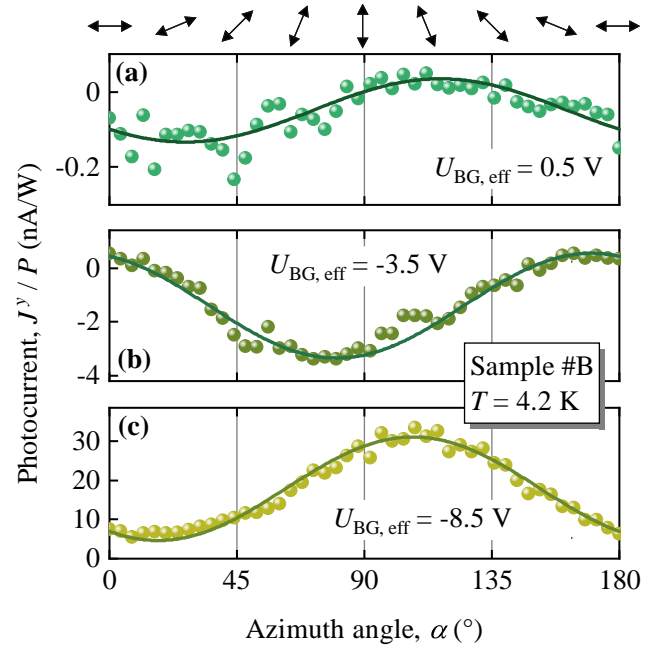 (a)
0
-0.2
U_BG, eff = 0.5 V
0
-2
-4
U_BG, eff = -3.5 V
(b)
Sample #B
T = 4.2 K
(c)
30
20
10
0
U_BG, eff = -8.5 V
0 45 90 135 180
Azimuth angle, α (°)
Photocurrent, J^y / P (nA/W)